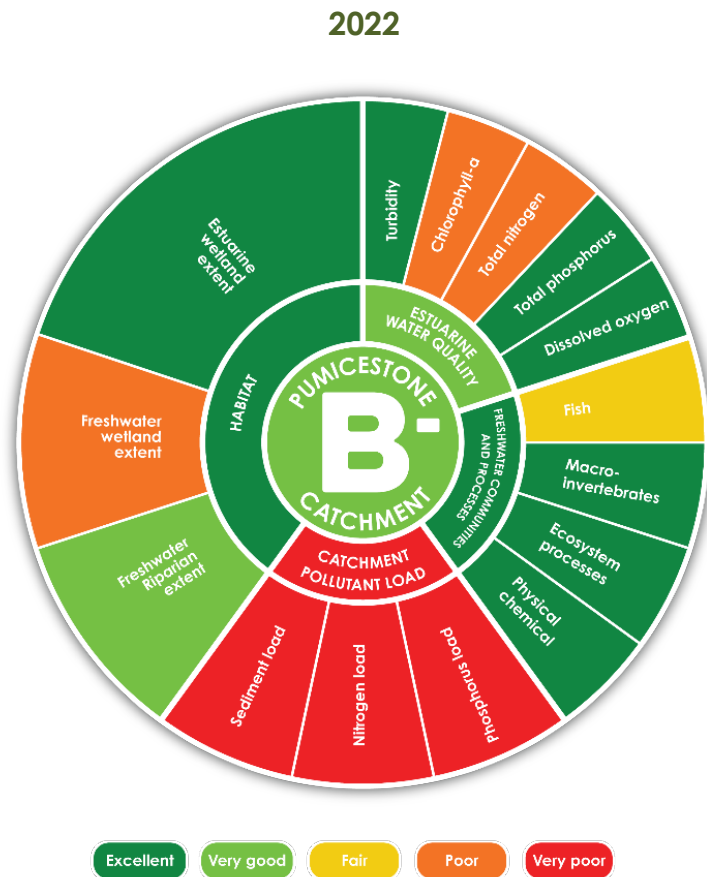 2022
PUMICESTONE
B-
CATCHMENT
HABITAT
ESTUARINE
WATER QUALITY
FRESHWATER COMMUNITIES
AND PROCESSES
CATCHMENT
POLLUTANT LOAD
Estuarine
wetland
extent
Freshwater
wetland
extent
Freshwater
Riparian
extent
Turbidity
Chlorophyll-a
Total nitrogen
Total phosphorus
Dissolved oxygen
Fish
Macro-
invertebrates
Ecosystem
processes
Physical
chemical
Phosphorus load
Nitrogen load
Sediment load
Excellent
Very good
Fair
Poor
Very poor